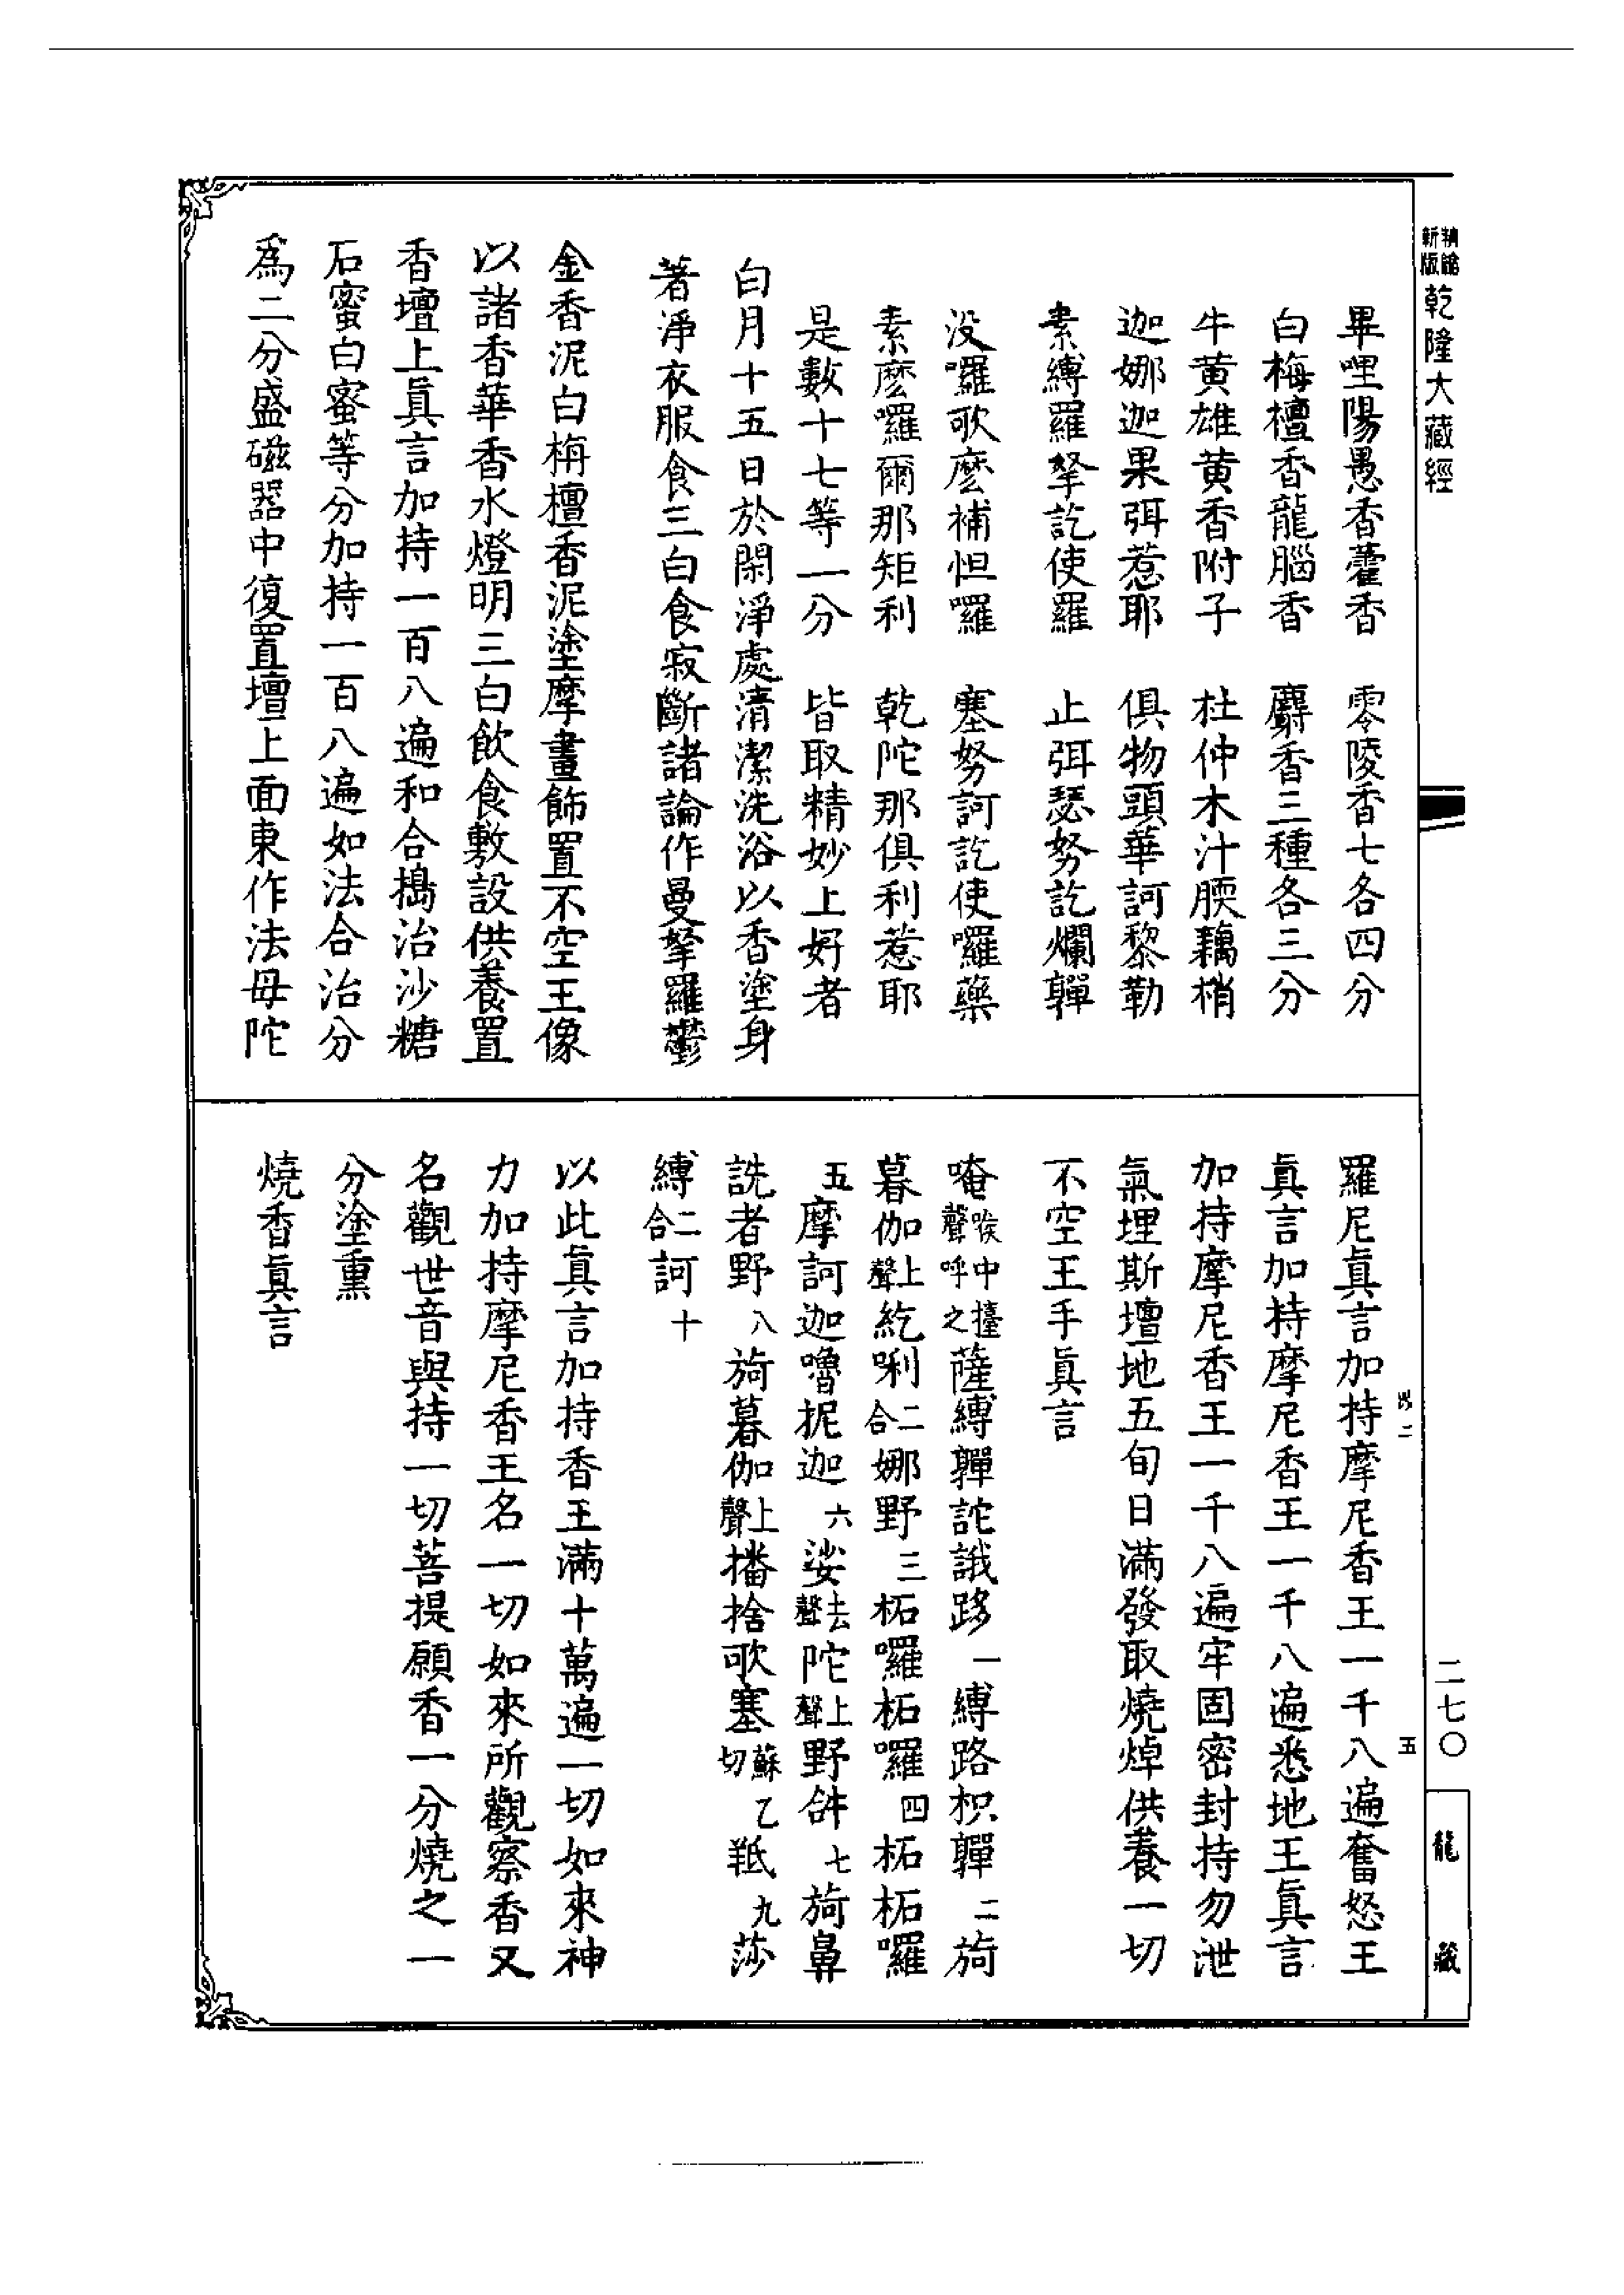 新版
乾隆大藏經
畢哩陽愚香藿香　零陵香七各四分
白梅檀香龍腦香　麝香三種各三分
牛黃雄黃香附子　杜仲木汁腝藕梢
迦娜迦果弭惹耶　俱物頭華訶黎勒
素縛羅拏訖使羅　止弭瑟努訖爛亸
没囉歌麽補怛囉　塞努訶訖使囉藥
素麽囉爾那矩利　乾陀那俱利惹耶
是數十七等一分　皆取精妙上好者
白月十五日於閑淨處清潔洗浴以香塗身
著淨衣服食三白食寂斷諸論作曼拏羅鬱
金香泥白栴檀香泥塗摩畫飾置不空王像
以諸香華香水燈明三白飲食敷設供養置
香壇上眞言加持一百八遍和合擣治沙糖
石蜜白蜜等分加持一百八遍如法合治分
爲二分盛磁器中復置壇上面東作法母陀
羅尼眞言加持摩尼香王一千八遍奮怒王
眞言加持摩尼香王一千八遍悉地王眞言
加持摩尼香王一千八遍牢固密封持勿泄
氣埋斯壇地五旬日滿發取燒焯供養一切
不空王手眞言
唵喉中擡聲呼之薩縛亸詑誐路一縛路枳亸二旖
暮伽上聲紇唎二合娜野三柘囉柘囉四柘柘囉
五摩訶迦嚕抳迦六娑去聲陀上聲野𤙖七旖鼻
詵者野八旖暮伽上聲播捨歌塞蘇乙切羝九莎
縛二合訶十
以此眞言加持香王滿十萬遍一切如來神
力加持摩尼香王名一切如來所觀察香又
名觀世音與持一切菩提願香一分燒之一
分塗熏
燒香眞言
五
二七〇
龍藏